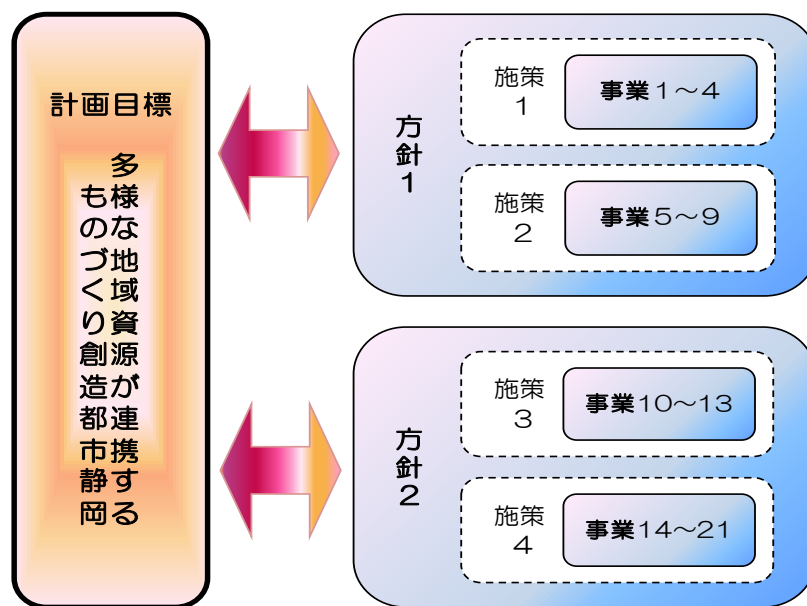 計画目標
多様な地域資源が連携する
ものづくり創造都市静岡
方針1
施策
1
事業1～4
施策
2
事業5～9
方針2
施策
3
事業10～13
施策
4
事業14～21